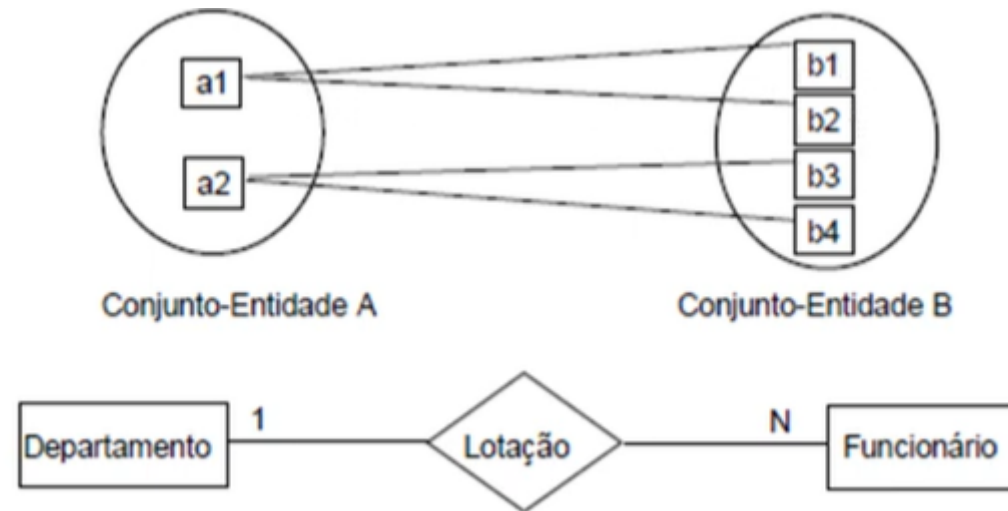 a1
b1
b2
a2
b3
b4
Conjunto-Entidade A
Conjunto-Entidade B
1
N
Departamento
Lotação
Funcionário